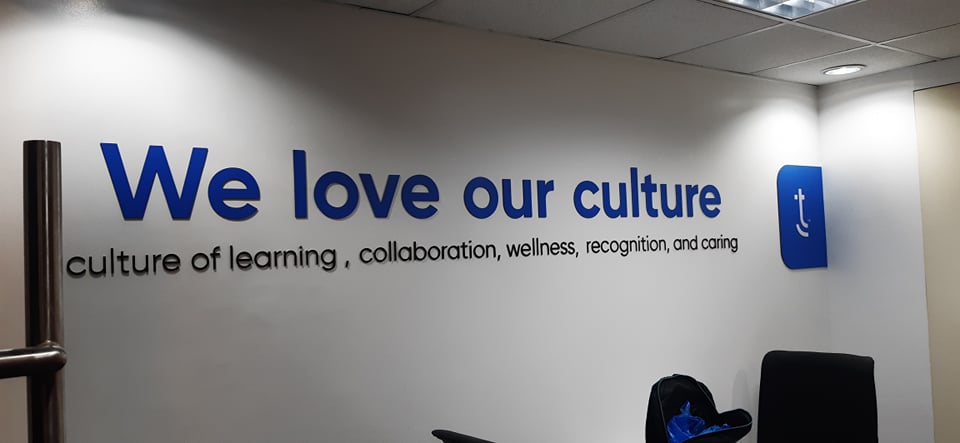 We love our culture
culture of learning , collaboration, wellness, recognition, and caring
t